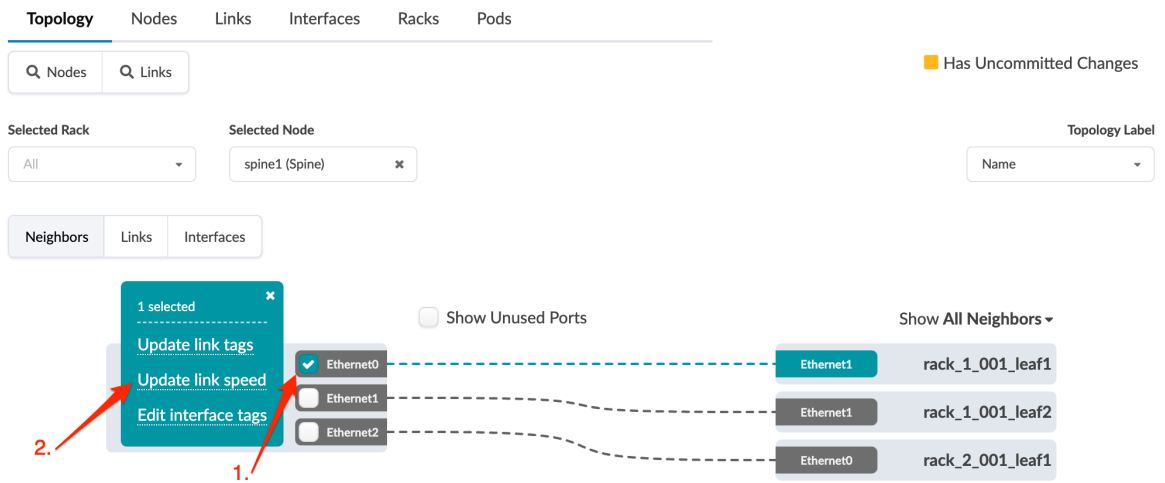 Topology Nodes Links Interfaces Racks Pods
Nodes Links
Has Uncommitted Changes
Selected Rack Selected Node Topology Label
All spine1 (Spine) Name
Neighbors Links Interfaces
1 selected
Show Unused Ports
Show All Neighbors
Update link tags
Update link speed
Edit interface tags
Ethernet0 Ethernet1 rack_1_001_leaf1
Ethernet1 Ethernet1 rack_1_001_leaf2
Ethernet2 Ethernet0 rack_2_001_leaf1
2.
1.